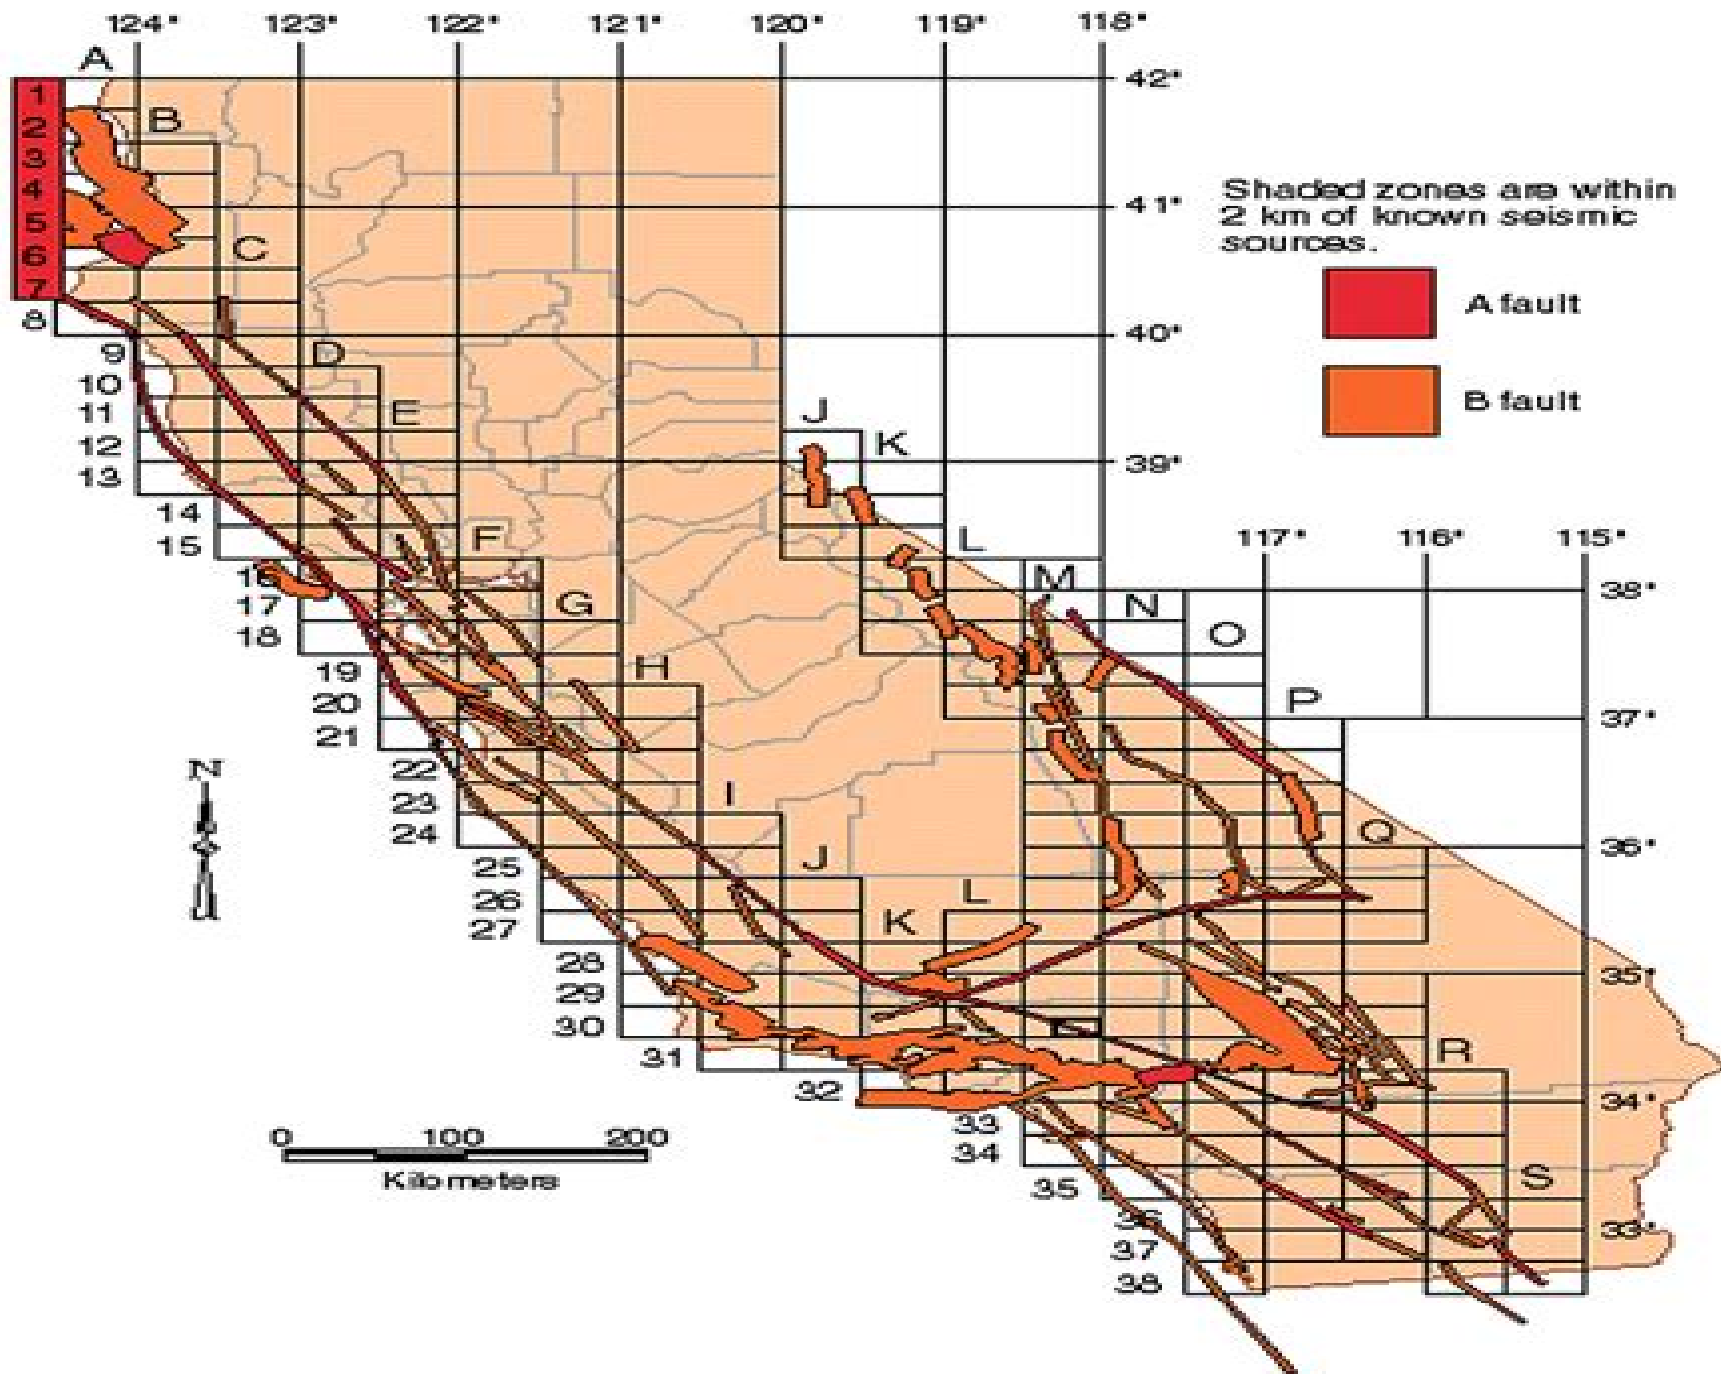 124° 123° 122° 121° 120° 119° 118°
A
42°
1
B
2
3
Shaded zones are within
2 km of known seismic
sources.
4
41°
5
C
6
7
A fault
8
40°
9
D
10
B fault
11
E
J
12
K
39°
13
14
F
L
117° 116° 115°
15
16
M
38°
17
G
N
18
O
19
H
20
P
37°
21
N
22
23
I
24
Q
36°
25
J
26
L
27
K
28
35°
29
30
31
R
32
34°
33
0 100 200
34
Kilometers
35
S
36
33°
37
38